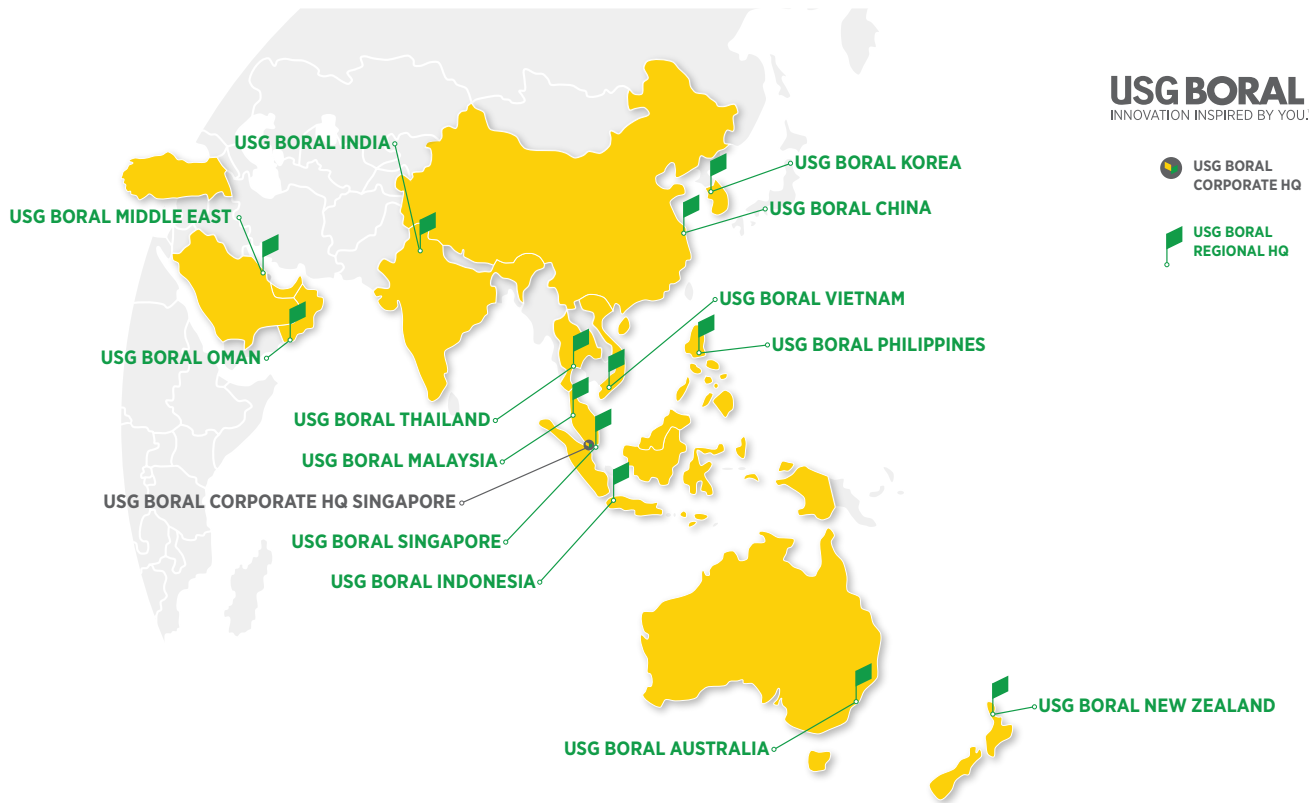 USG BORAL
INNOVATION INSPIRED BY YOU.
USG BORAL
CORPORATE HQ
USG BORAL
REGIONAL HQ
USG BORAL INDIA
USG BORAL KOREA
USG BORAL MIDDLE EAST
USG BORAL CHINA
USG BORAL VIETNAM
USG BORAL OMAN
USG BORAL PHILIPPINES
USG BORAL THAILAND
USG BORAL MALAYSIA
USG BORAL CORPORATE HQ SINGAPORE
USG BORAL SINGAPORE
USG BORAL INDONESIA
USG BORAL NEW ZEALAND
USG BORAL AUSTRALIA